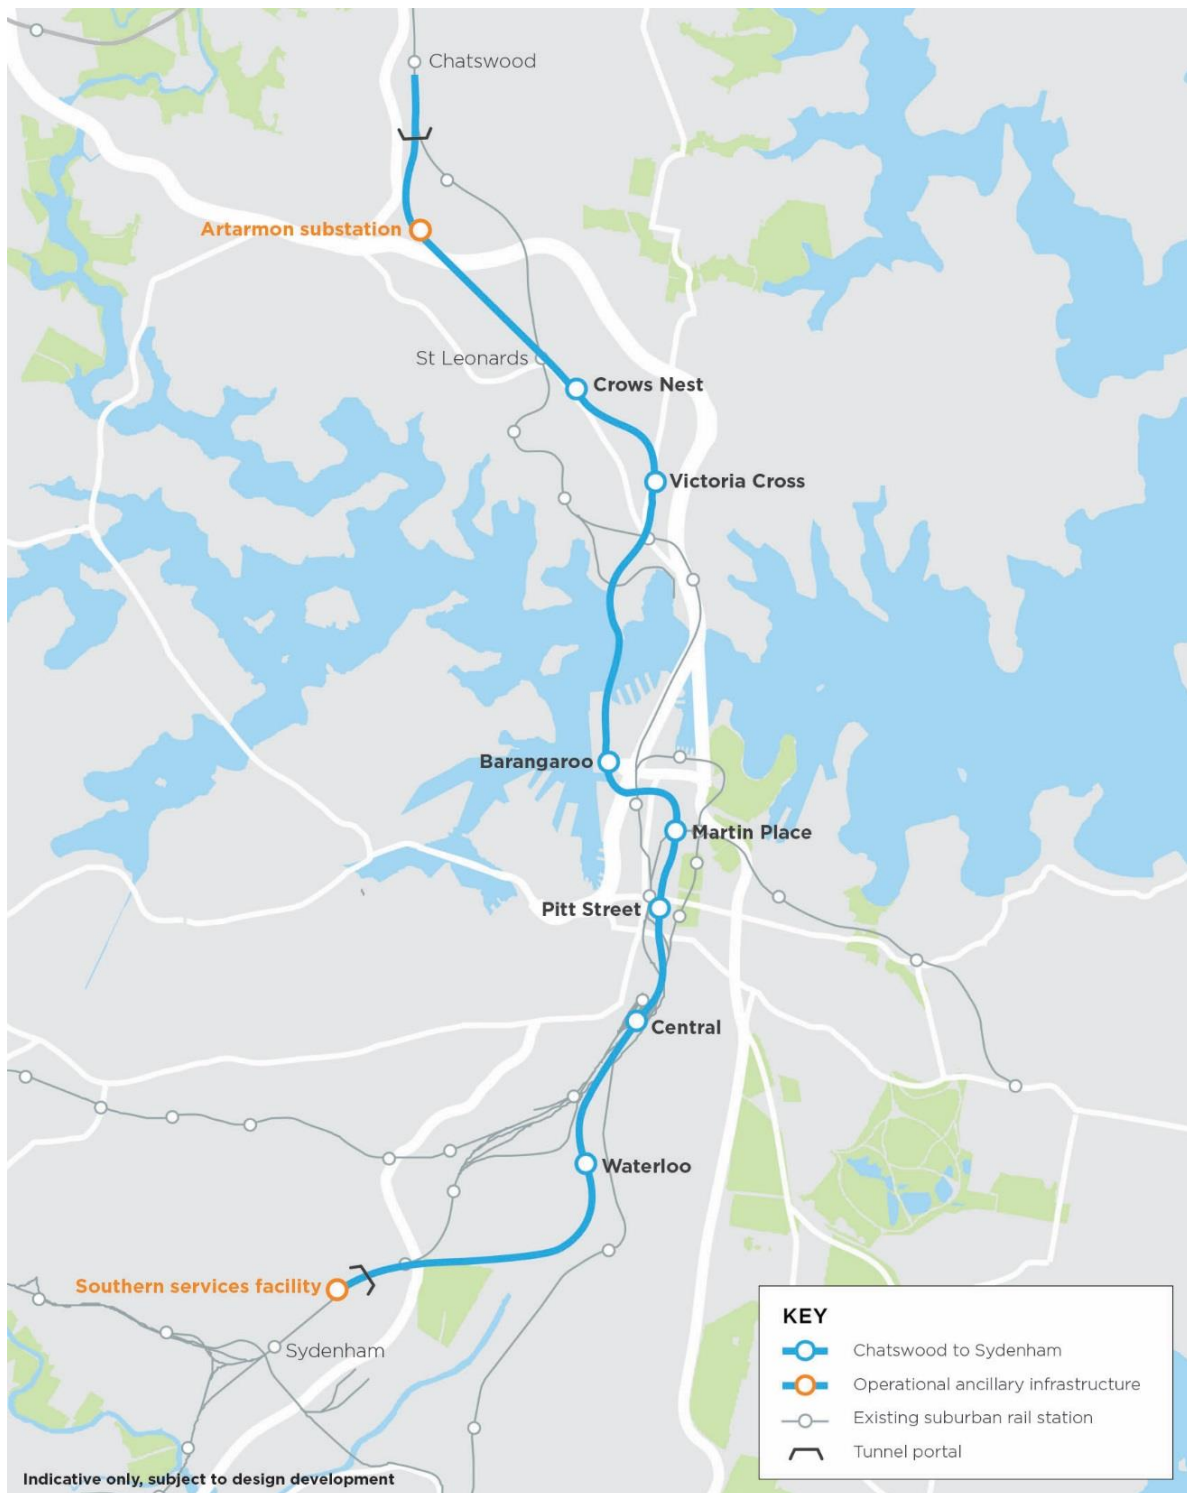 Chatswood
Artarmon substation
St Leonards
Crows Nest
Victoria Cross
Barangaroo
Martin Place
Pitt Street
Central
Waterloo
Southern services facility
Sydenham
KEY
Chatswood to Sydenham
Operational ancillary infrastructure
Existing suburban rail station
Tunnel portal
Indicative only, subject to design development